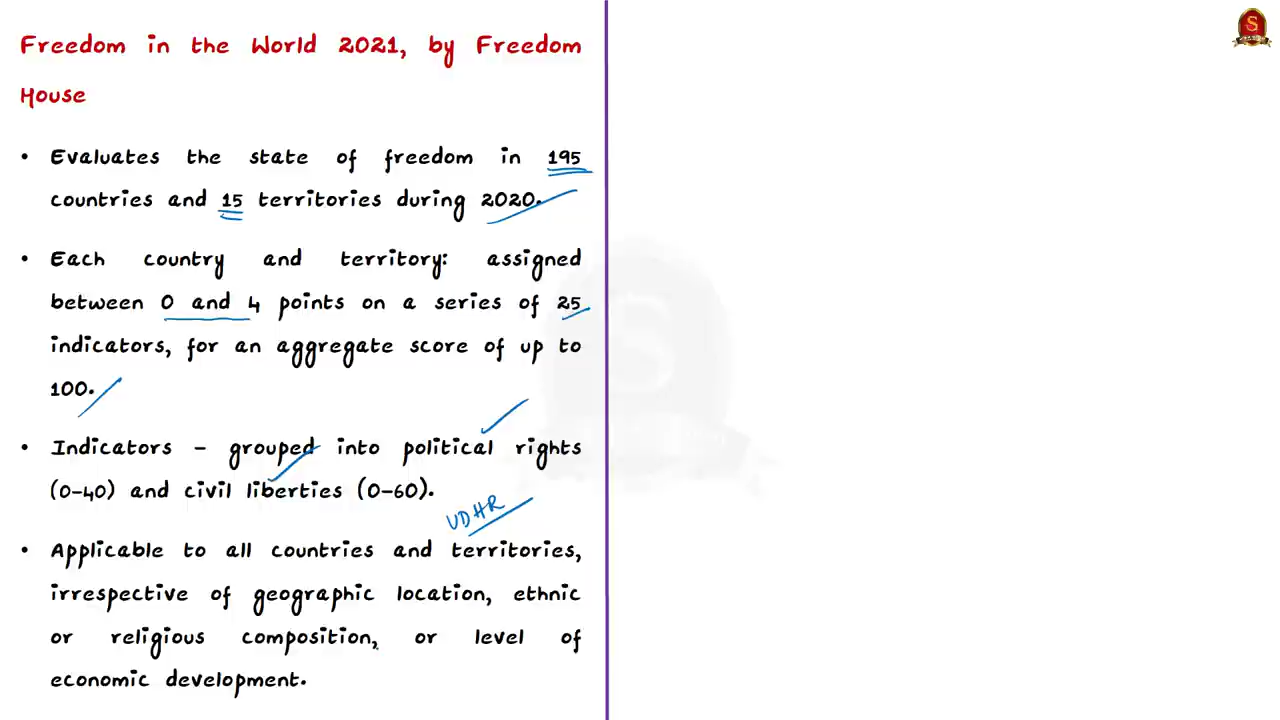 Freedom in the World 2021, by Freedom
House
• Evaluates the state of freedom in 195
countries and 15 territories during 2020.
• Each country and territory: assigned
between 0 and 4 points on a series of 25
indicators, for an aggregate score of up to
100.
• Indicators – grouped into political rights
(0-40) and civil liberties (0-60).
UDHR
• Applicable to all countries and territories,
irrespective of geographic location, ethnic
or religious composition, or level of
economic development.
S